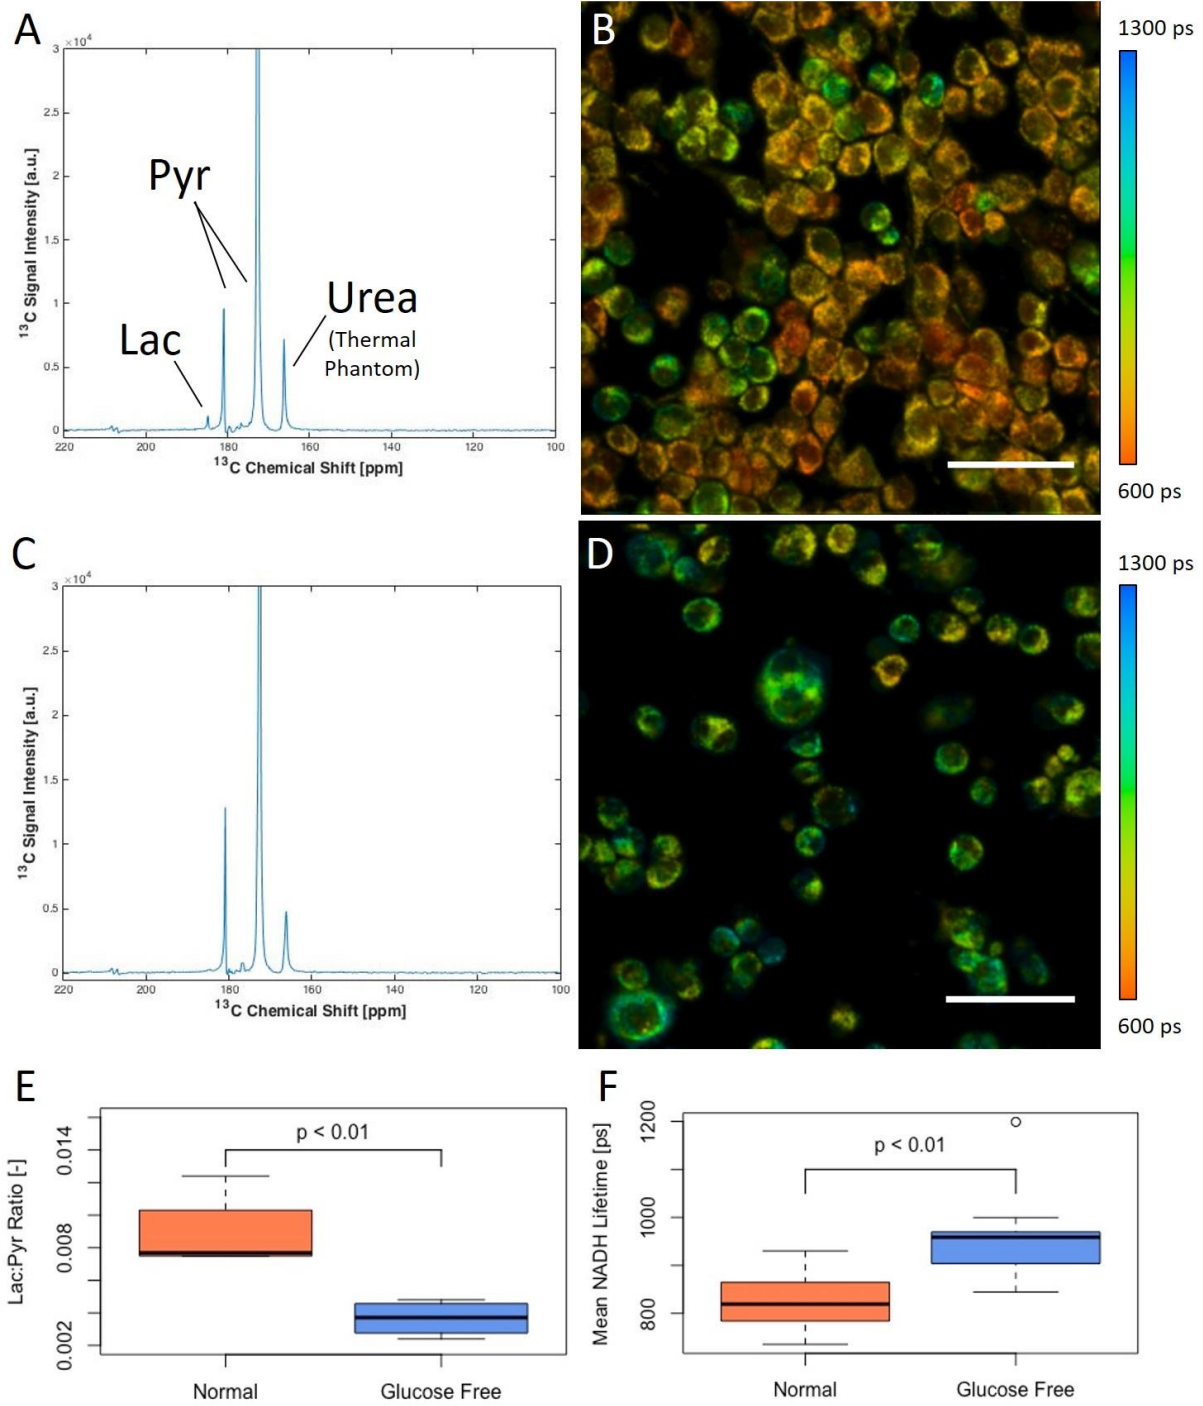 A
×10⁴
3
2.5
2
1.5
1
0.5
0
¹³C Signal Intensity [a.u.]
Pyr
Lac
Urea
(Thermal
Phantom)
220 200 180 160 140 120 100
¹³C Chemical Shift [ppm]
B
1300 ps
600 ps
C
×10⁴
3
2.5
2
1.5
1
0.5
0
¹³C Signal Intensity [a.u.]
220 200 180 160 140 120 100
¹³C Chemical Shift [ppm]
D
1300 ps
600 ps
E
Lac:Pyr Ratio [-]
0.014
0.008
0.002
p < 0.01
Normal Glucose Free
F
Mean NADH Lifetime [ps]
1200
1000
800
p < 0.01
Normal Glucose Free